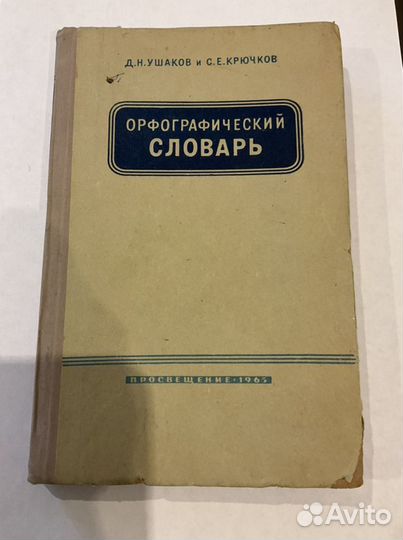 Д.Н.УШАКОВ и С.Е.КРЮЧКОВ
ОРФОГРАФИЧЕСКИЙ
СЛОВАРЬ
ПРОСВЕЩЕНИЕ • 1965
Avito